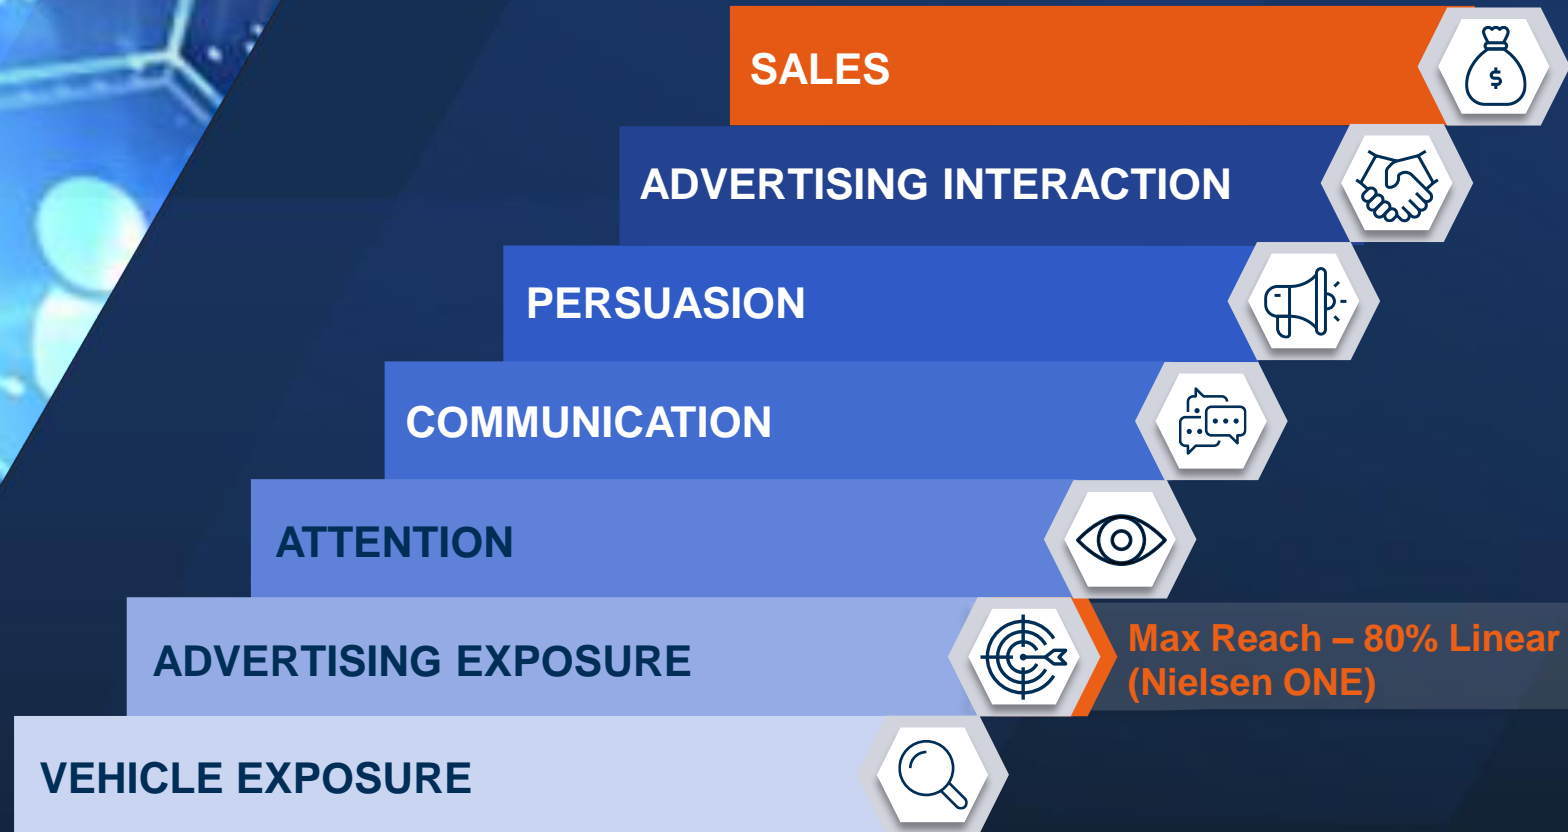 SALES
$
ADVERTISING INTERACTION
PERSUASION
COMMUNICATION
ATTENTION
ADVERTISING EXPOSURE
Max Reach – 80% Linear
(Nielsen ONE)
VEHICLE EXPOSURE